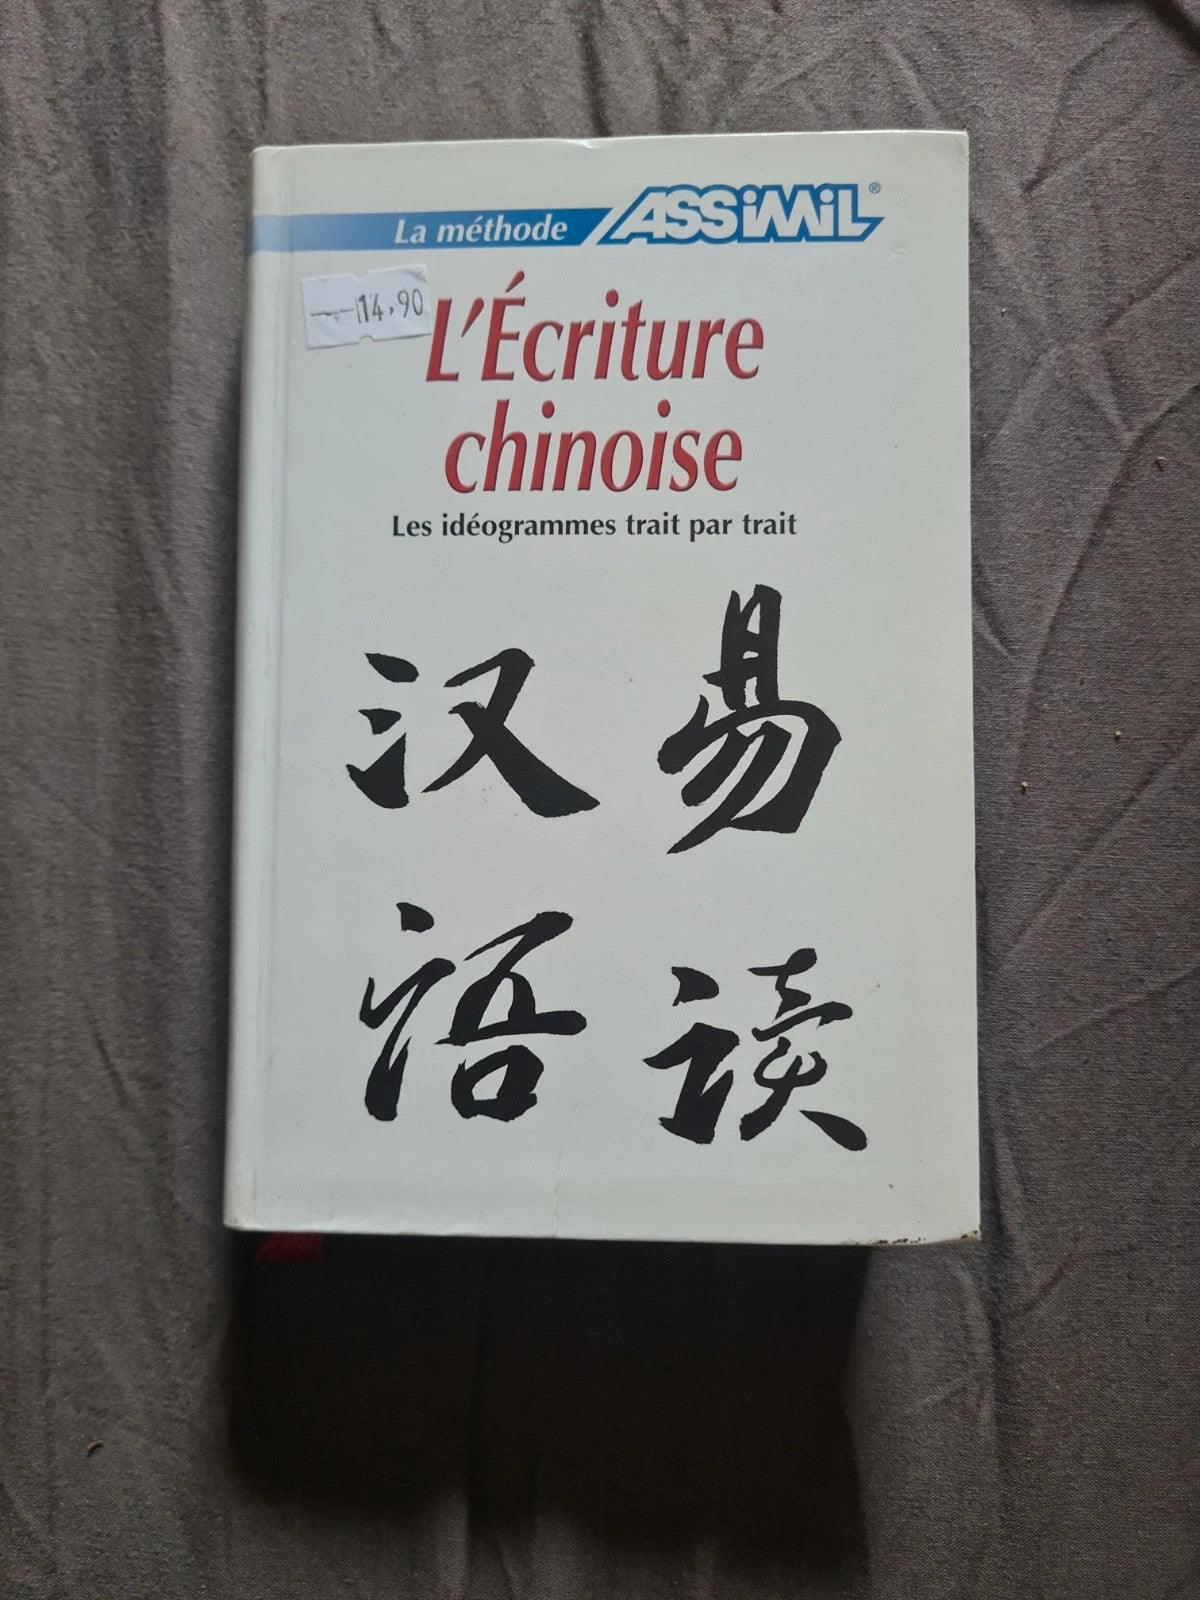 La méthode ASSiMiL®
14,90
L'Écriture
chinoise
Les idéogrammes trait par trait
汉 易
语 读